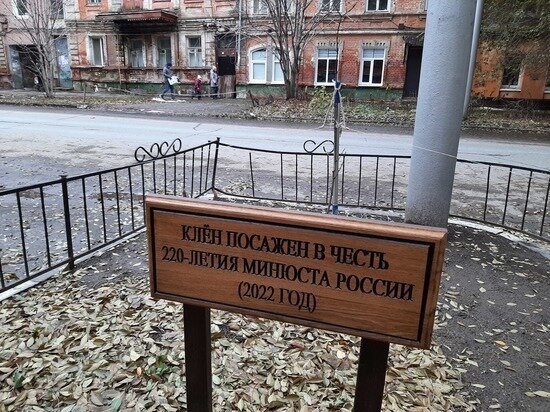 КЛЁН ПОСАЖЕН В ЧЕСТЬ
220-ЛЕТИЯ МИНЮСТА РОССИИ
(2022 ГОД)